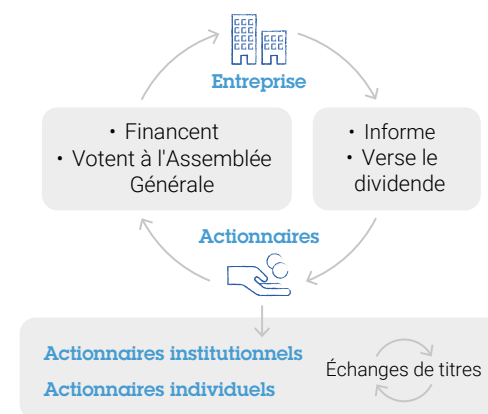 Entreprise
• Financent
• Votent à l'Assemblée
Générale
• Informe
• Verse le
dividende
Actionnaires
Actionnaires institutionnels
Actionnaires individuels
Échanges de titres